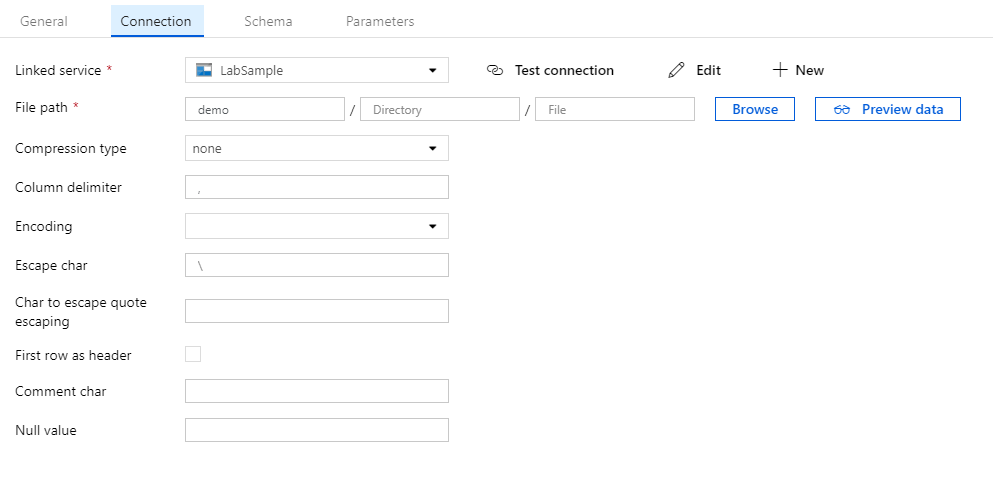 General Connection Schema Parameters
Linked service * LabSample Test connection Edit New
File path * demo / Directory / File Browse Preview data
Compression type none
Column delimiter ,
Encoding
Escape char \
Char to escape quote
escaping
First row as header
Comment char
Null value